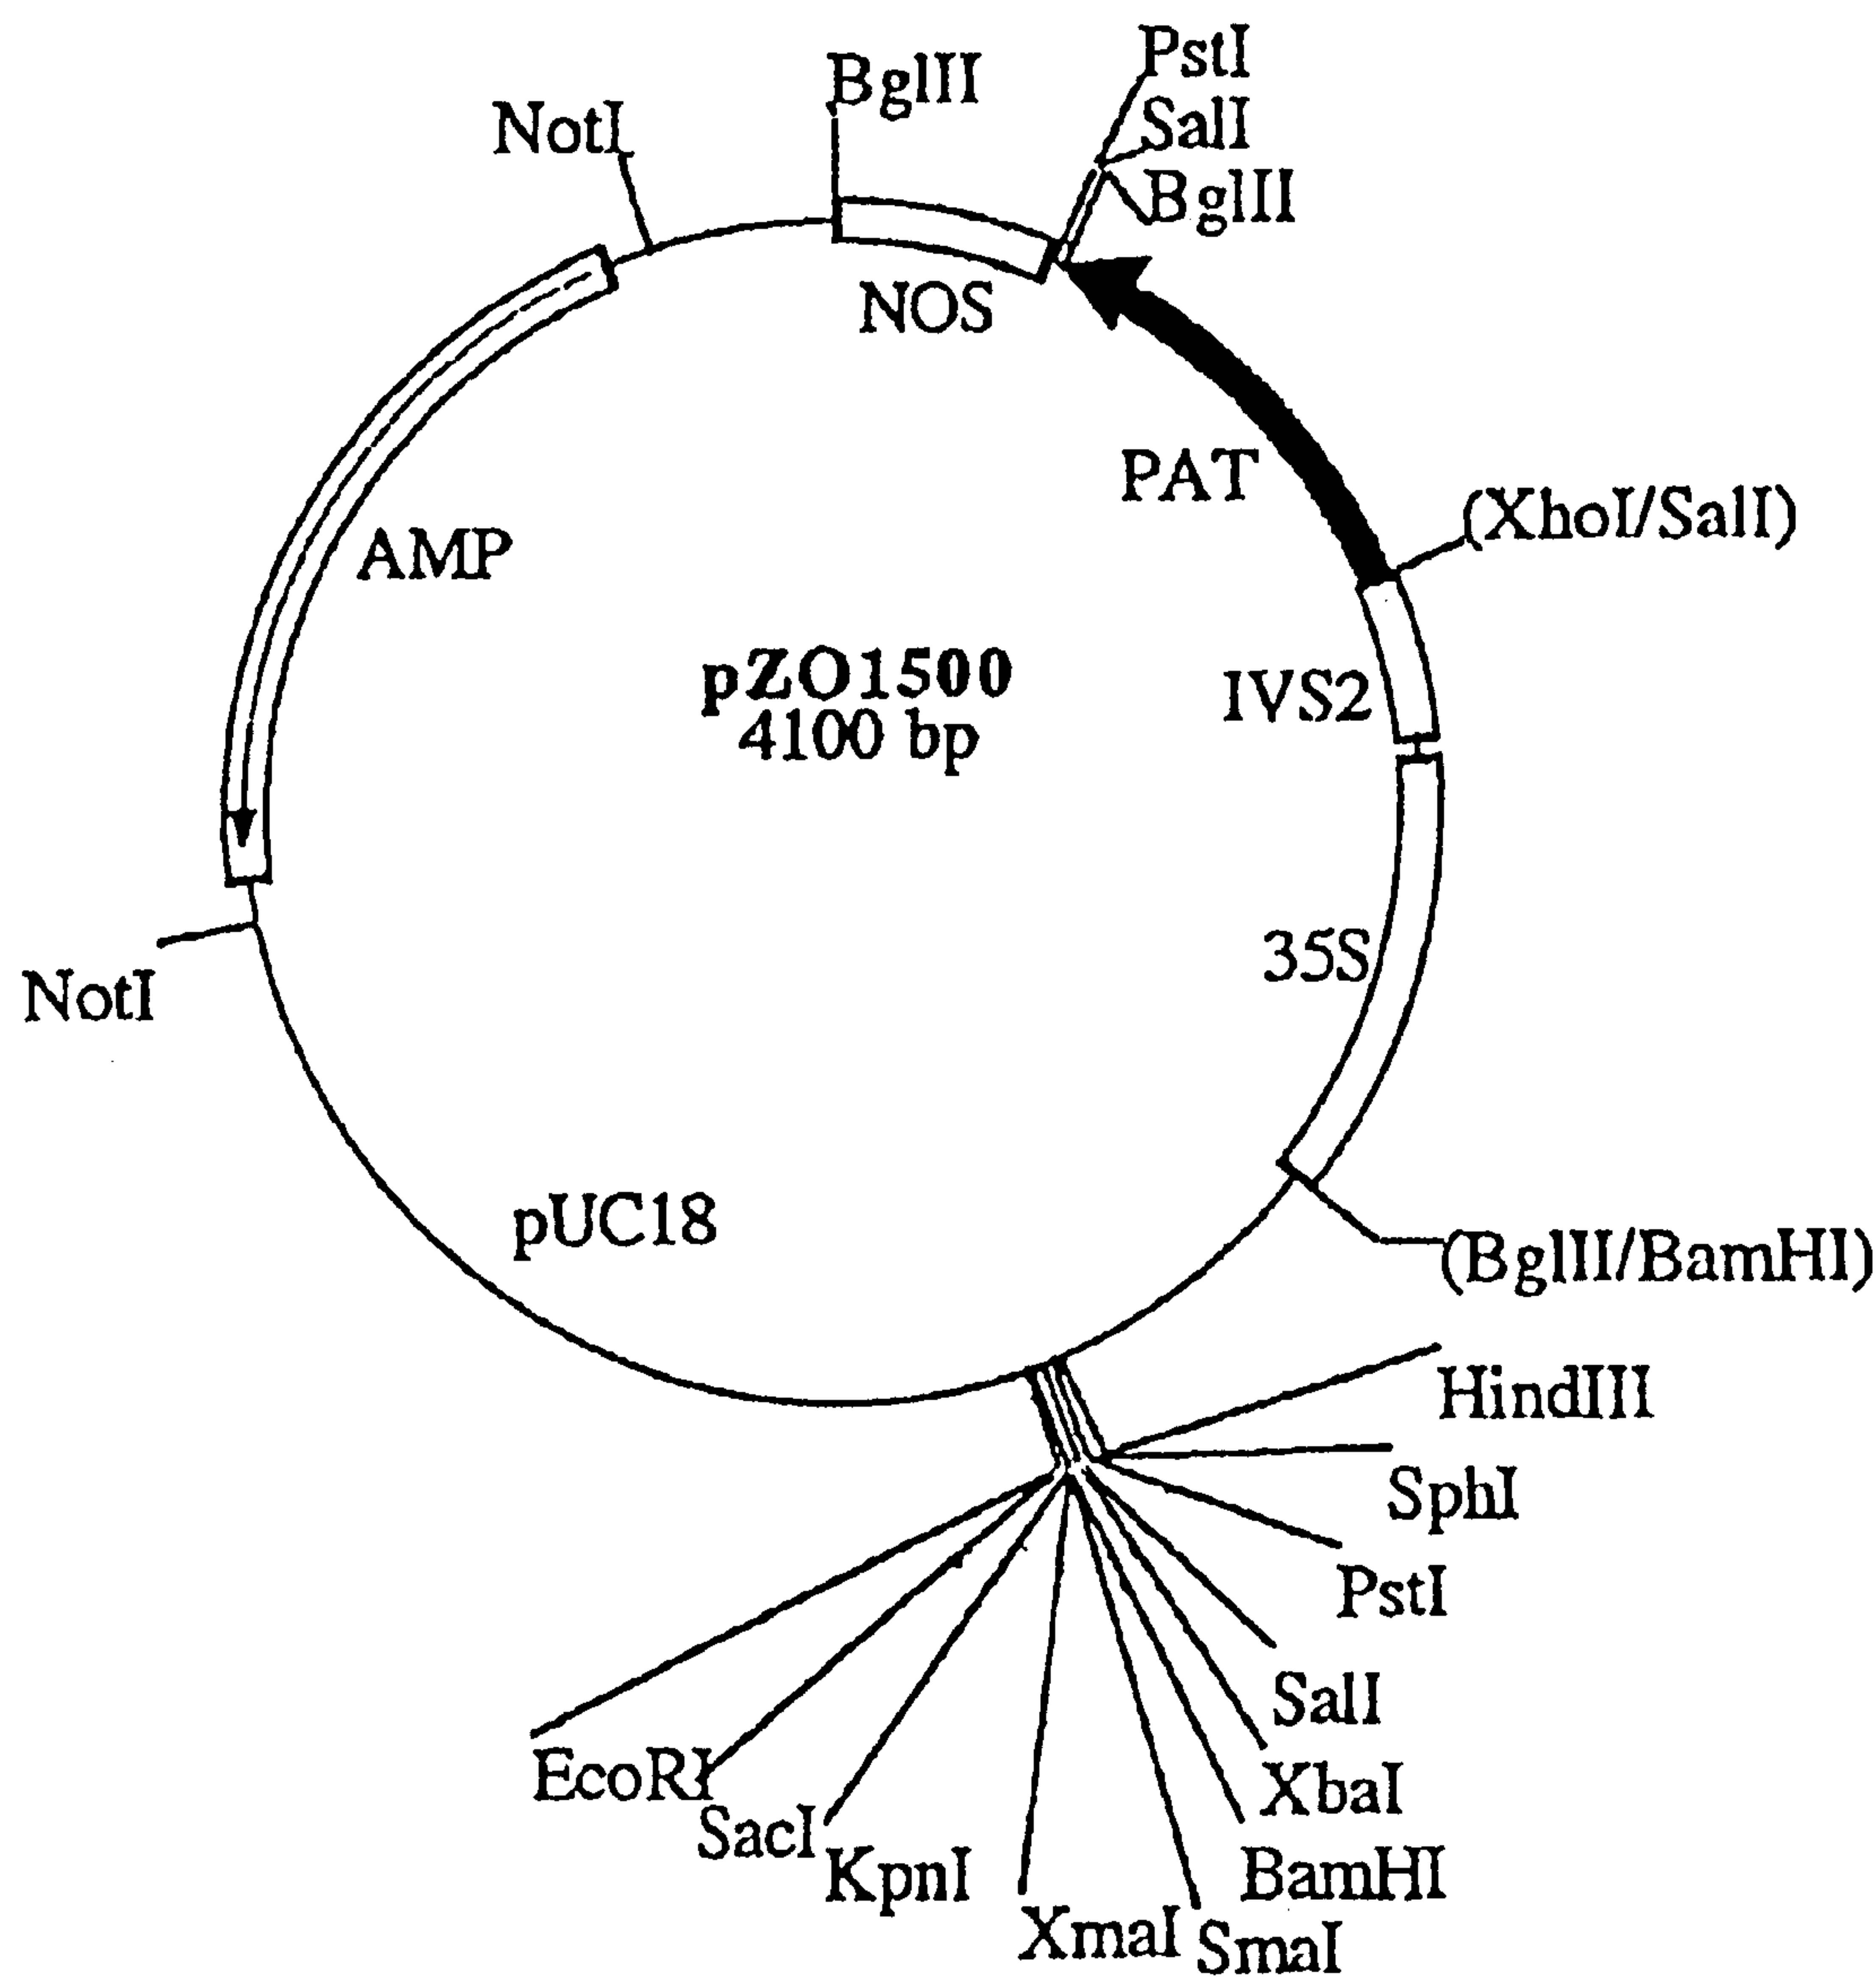 PstI
BglII
SalI
NotI
BglII
NOS
PAT
(XhoI/SalI)
AMP
pZO1500
IVS2
4100 bp
35S
NotI
pUC18
(BglII/BamHI)
HindIII
SphI
PstI
SalI
EcoRI
XbaI
SacI
KpnI
BamHI
XmaI
SmaI